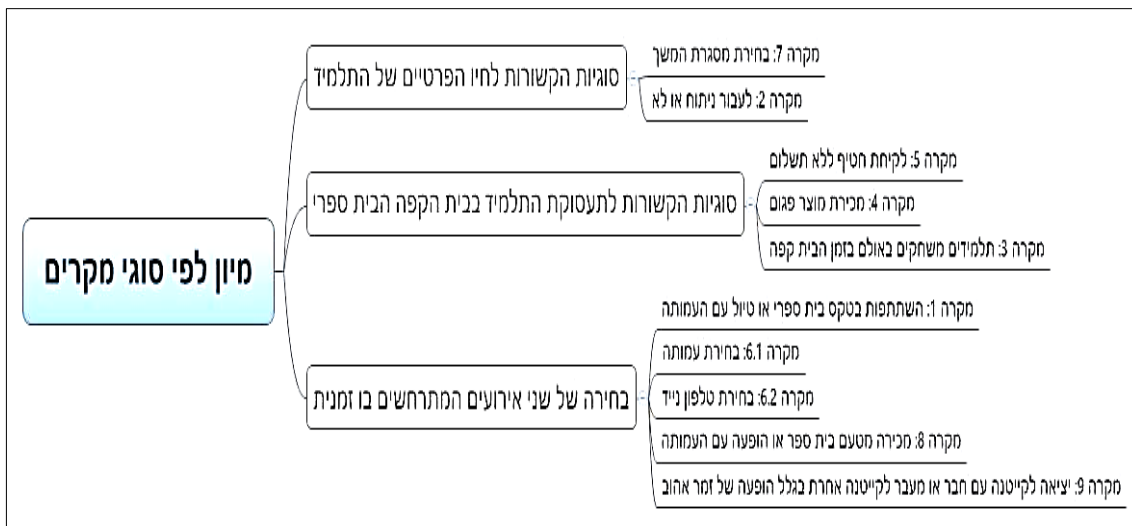 מיון לפי סוגי מקרים
סוגיות הקשורות לחיו הפרטיים של התלמיד
מקרה 7: בחירת מסגרת המשך
מקרה 2: לעבור ניתוח או לא
סוגיות הקשורות לתעסוקת התלמיד בבית הקפה הבית ספרי
מקרה 5: לקיחת חטיף ללא תשלום
מקרה 4: מכירת מוצר פגום
מקרה 3: תלמידים משחקים באולם בזמן הבית קפה
בחירה של שני אירועים המתרחשים בו זמנית
מקרה 1: השתתפות בטקס בית ספרי או טיול עם העמותה
מקרה 6.1: בחירת עמותה
מקרה 6.2: בחירת טלפון נייד
מקרה 8: מכירה מטעם בית ספר או הופעה עם העמותה
מקרה 9: יציאה לקייטנה עם חבר או מעבר לקייטנה אחרת בגלל הופעה של זמר אהוב